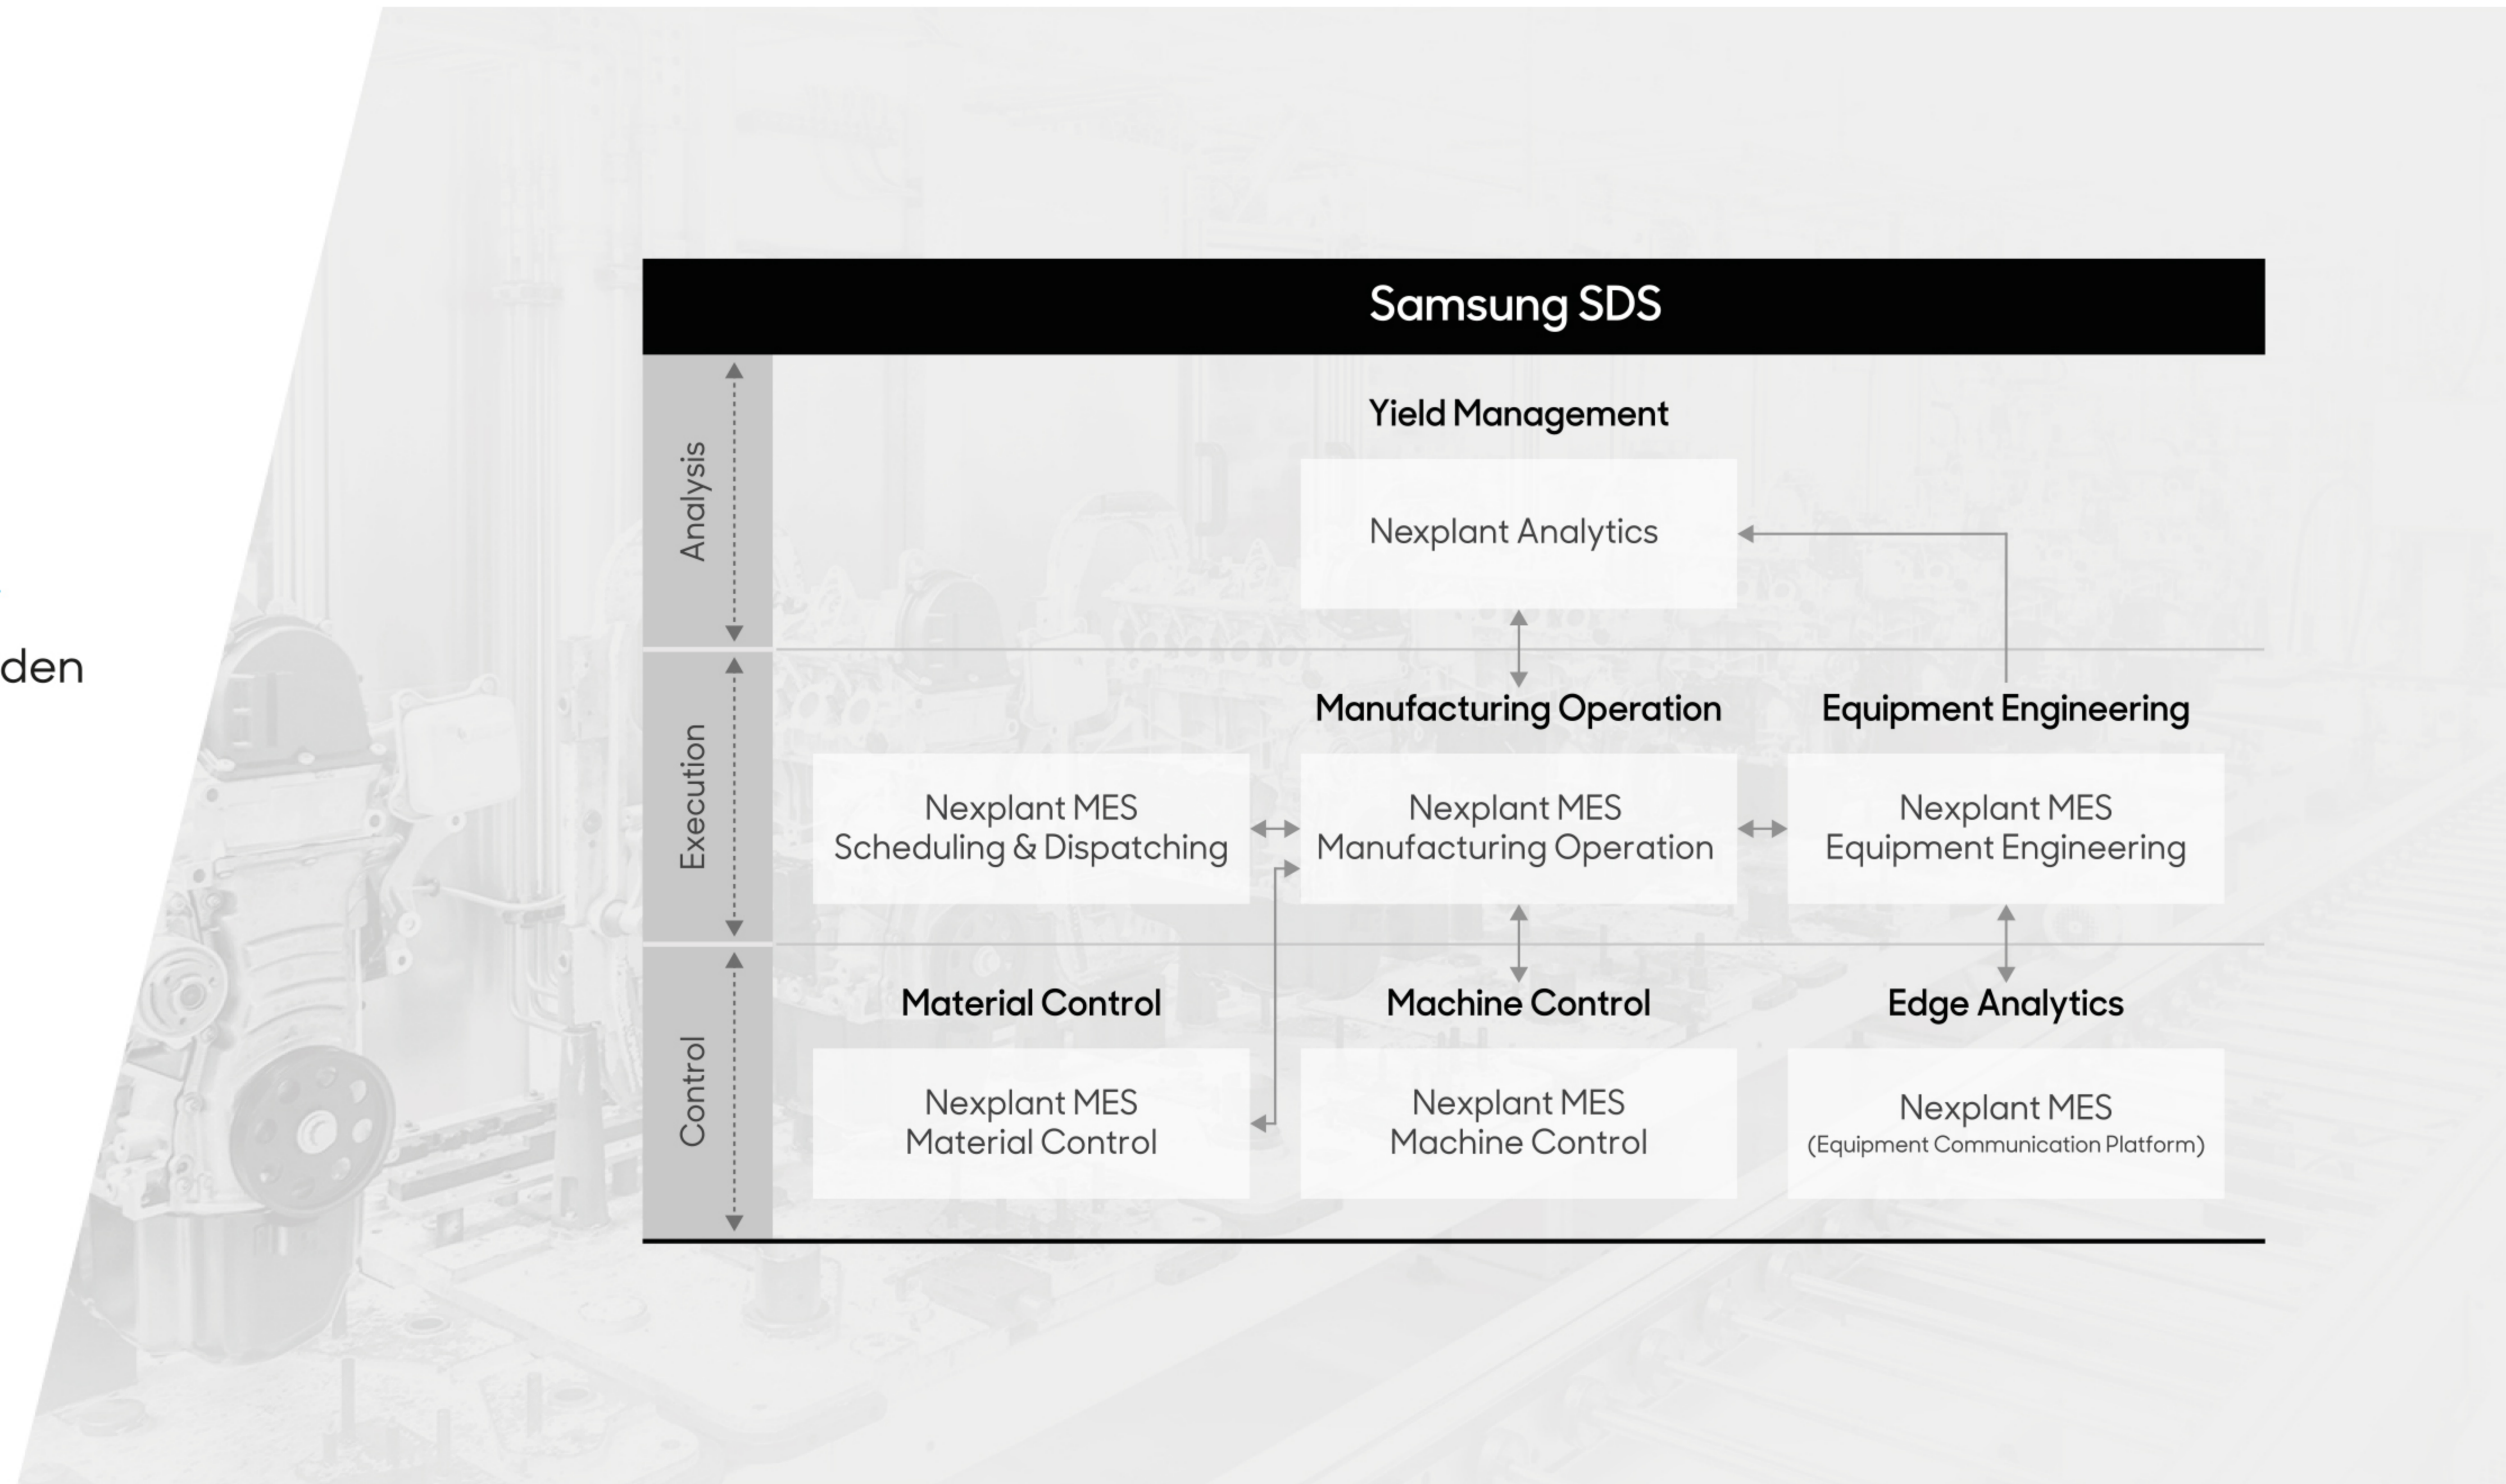 den
Samsung SDS
Analysis
Yield Management
Nexplant Analytics
Execution
Manufacturing Operation
Equipment Engineering
Nexplant MES
Scheduling & Dispatching
Nexplant MES
Manufacturing Operation
Nexplant MES
Equipment Engineering
Control
Material Control
Machine Control
Edge Analytics
Nexplant MES
Material Control
Nexplant MES
Machine Control
Nexplant MES
(Equipment Communication Platform)